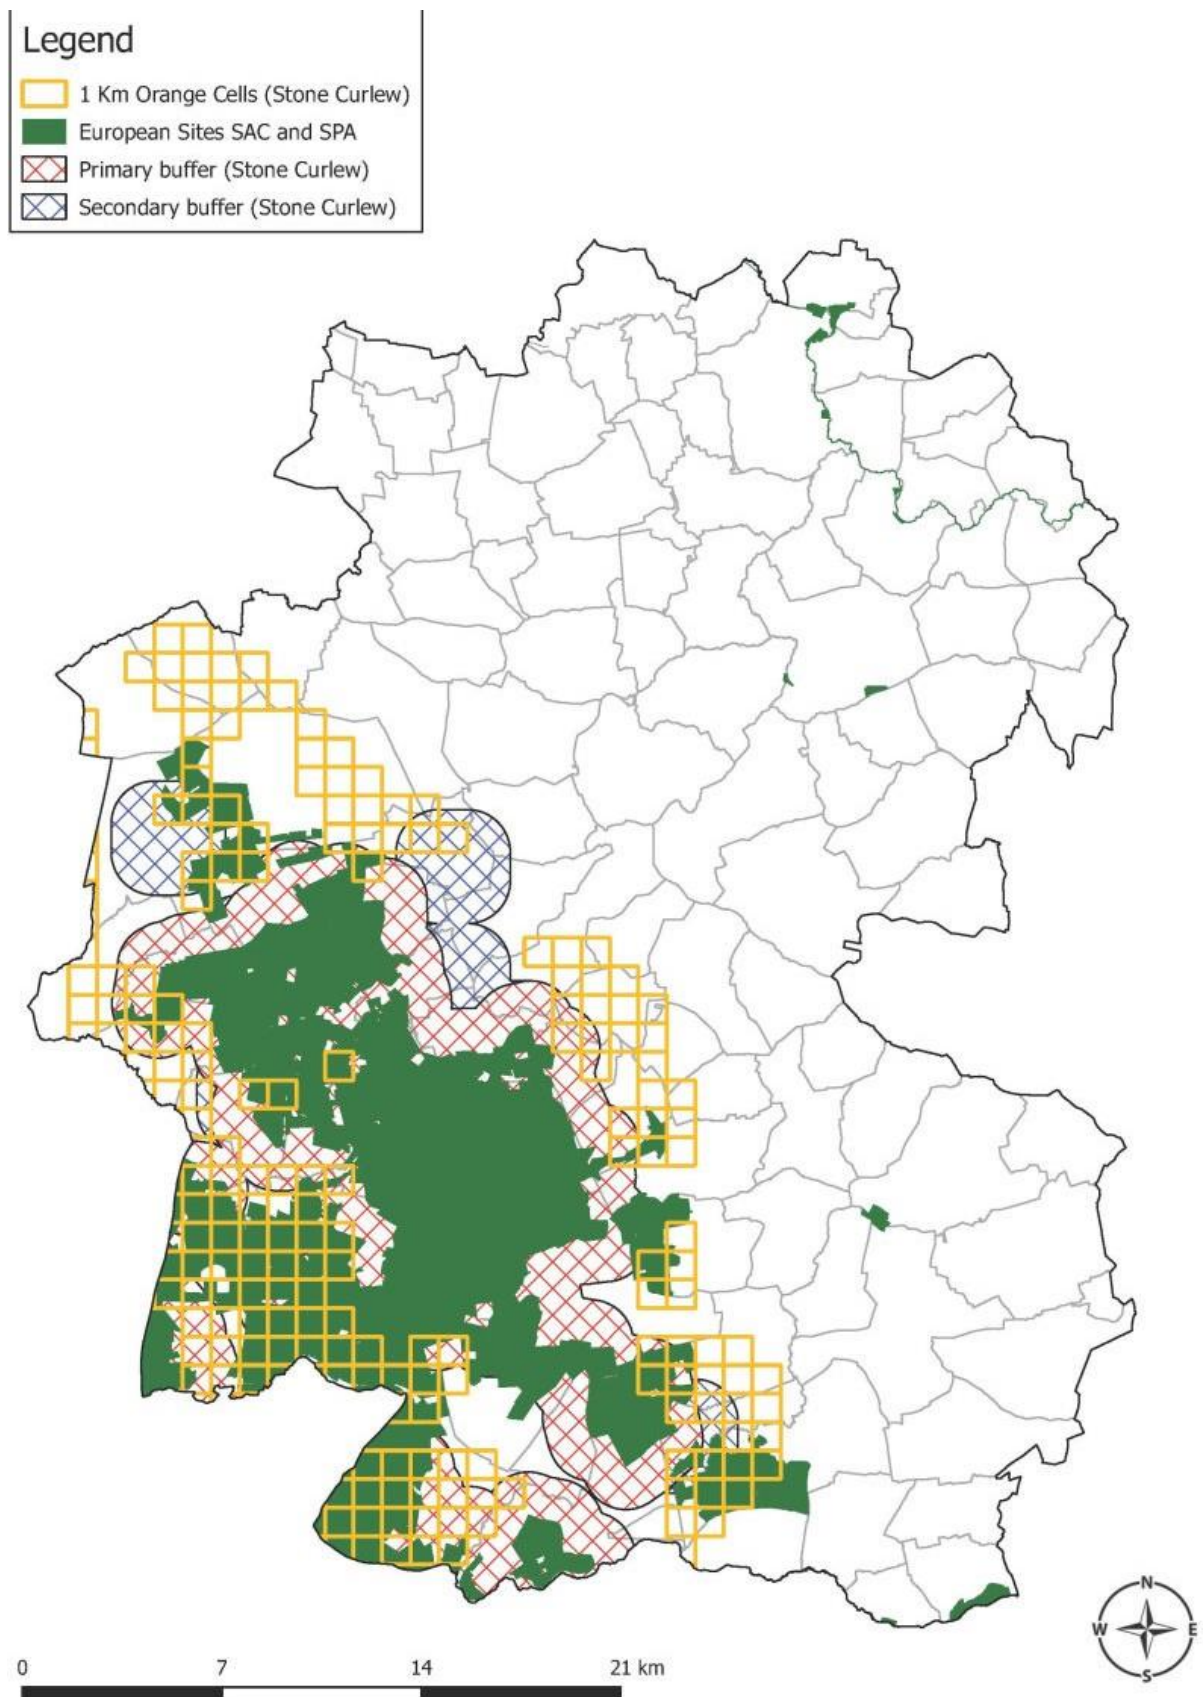 Legend
1 Km Orange Cells (Stone Curlew)
European Sites SAC and SPA
Primary buffer (Stone Curlew)
Secondary buffer (Stone Curlew)
N
W E
S
0 7 14 21 km